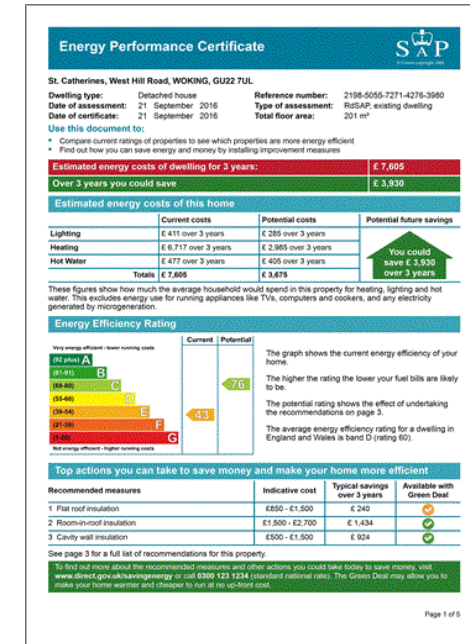 Energy Performance Certificate
SAP
St. Catherines, West Hill Road, WOKING, GU22 7UL
Dwelling type: Detached house Reference number: 2198-5055-7271-4276-3980
Date of assessment: 21 September 2016 Type of assessment: RdSAP, existing dwelling
Date of certificate: 21 September 2016 Total floor area: 201 m²
Use this document to:
• Compare current ratings of properties to see which properties are more energy efficient
• Find out how you can save energy and money by installing improvement measures
Estimated energy costs of dwelling for 3 years: £ 7,605
Over 3 years you could save £ 3,930
Estimated energy costs of this home
Current costs Potential costs Potential future savings
Lighting £ 411 over 3 years £ 285 over 3 years
Heating £ 6,717 over 3 years £ 2,985 over 3 years
Hot Water £ 477 over 3 years £ 405 over 3 years
Totals £ 7,605 £ 3,675
You could
save £ 3,930
over 3 years
These figures show how much the average household would spend in this property for heating, lighting and hot
water. This excludes energy use for running appliances like TVs, computers and cookers, and any electricity
generated by microgeneration.
Energy Efficiency Rating
Current Potential
Very energy efficient - lower running costs
(92 plus) A
(81-91) B
(69-80) C
(55-68) D
(39-54) E
(21-38) F
(1-20) G
Not energy efficient - higher running costs
43
76
The graph shows the current energy efficiency of your
home.
The higher the rating the lower your fuel bills are likely
to be.
The potential rating shows the effect of undertaking
the recommendations on page 3.
The average energy efficiency rating for a dwelling in
England and Wales is band D (rating 60).
Top actions you can take to save money and make your home more efficient
Recommended measures Indicative cost Typical savings over 3 years Available with Green Deal
1 Flat roof insulation £850 - £1,500 £ 240
2 Room-in-roof insulation £1,500 - £2,700 £ 1,434
3 Cavity wall insulation £500 - £1,500 £ 924
See page 3 for a full list of recommendations for this property.
To find out more about the recommended measures and other actions you could take today to save money, visit
www.direct.gov.uk/savingenergy or call 0300 123 1234 (standard national rate). The Green Deal may allow you to
make your home warmer and cheaper to run at no up-front cost.
Page 1 of 5